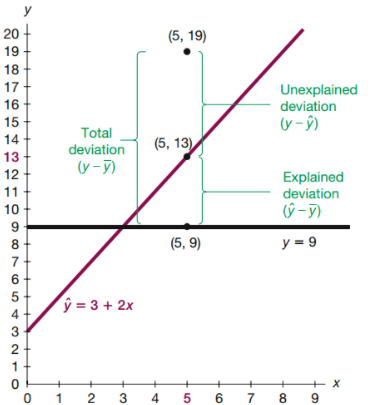 y
20
19
18
17
16
15
14
13
12
11
10
9
8
7
6
5
4
3
2
1
0
(5, 19)
Unexplained
deviation
(y – ŷ)
Total
deviation
(y – ȳ)
(5, 13)
Explained
deviation
(ŷ – ȳ)
(5, 9)
y = 9
ŷ = 3 + 2x
0 1 2 3 4 5 6 7 8 9 x